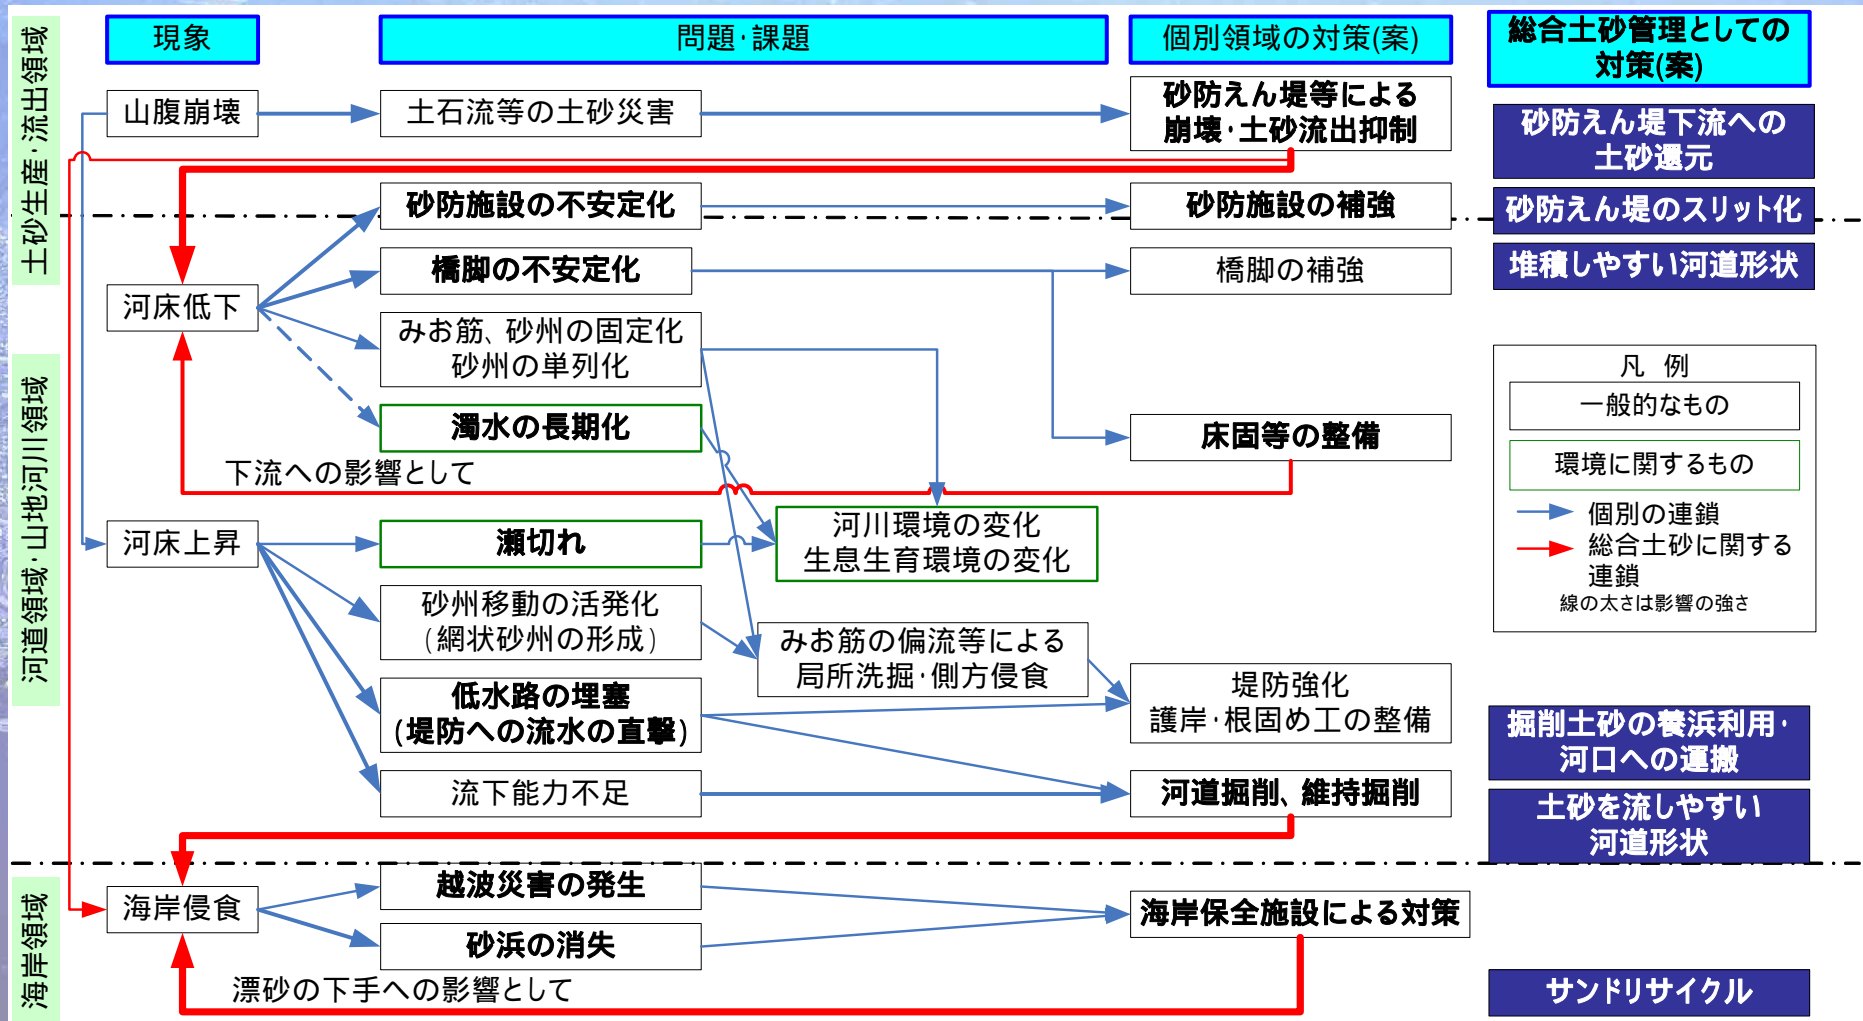 現象
問題・課題
個別領域の対策(案)
総合土砂管理としての
対策(案)
土砂生産・流出領域
山腹崩壊
土石流等の土砂災害
砂防えん堤等による
崩壊・土砂流出抑制
砂防えん堤下流への
土砂還元
砂防施設の不安定化
砂防施設の補強
砂防えん堤のスリット化
橋脚の不安定化
橋脚の補強
堆積しやすい河道形状
河床低下
みお筋、砂州の固定化
砂州の単列化
濁水の長期化
床固等の整備
下流への影響として
河道領域・山地河川領域
河床上昇
瀬切れ
河川環境の変化
生息生育環境の変化
砂州移動の活発化
(網状砂州の形成)
みお筋の偏流等による
局所洗掘・側方侵食
低水路の埋塞
(堤防への流水の直撃)
堤防強化
護岸・根固め工の整備
流下能力不足
河道掘削、維持掘削
凡 例
一般的なもの
環境に関するもの
個別の連鎖
総合土砂に関する
連鎖
線の太さは影響の強さ
掘削土砂の養浜利用・
河口への運搬
土砂を流しやすい
河道形状
海岸領域
海岸侵食
越波災害の発生
砂浜の消失
海岸保全施設による対策
漂砂の下手への影響として
サンドリサイクル